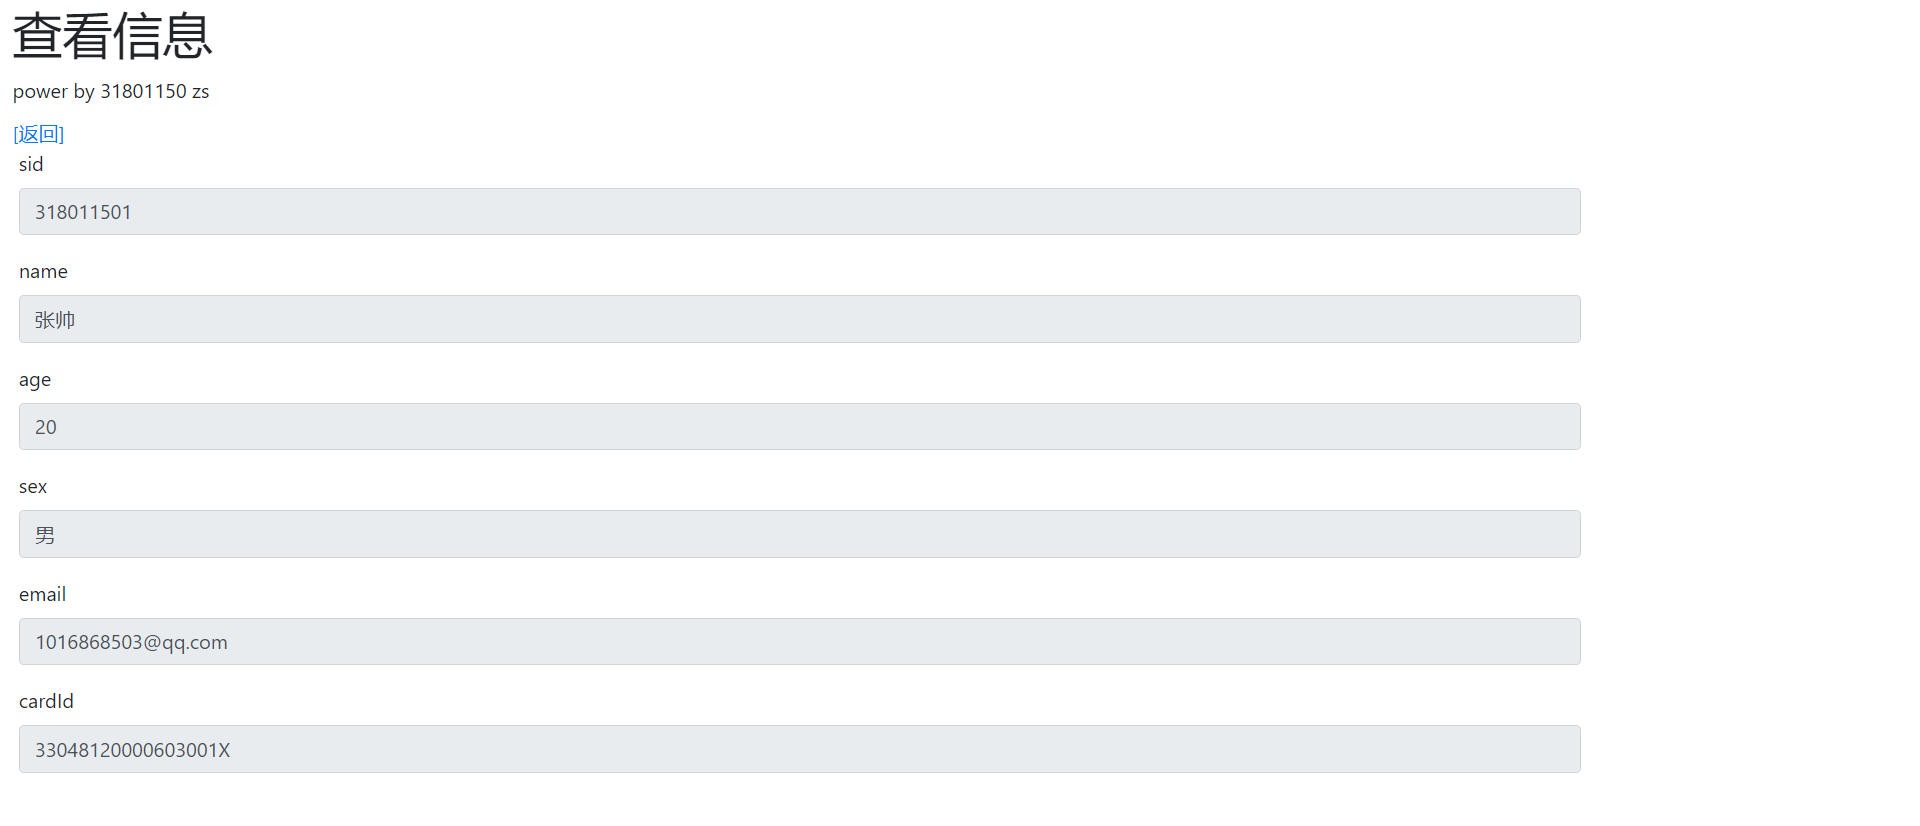 查看信息
power by 31801150 zs
[返回]
sid
318011501
name
张帅
age
20
sex
男
email
1016868503@qq.com
cardId
33048120000603001X